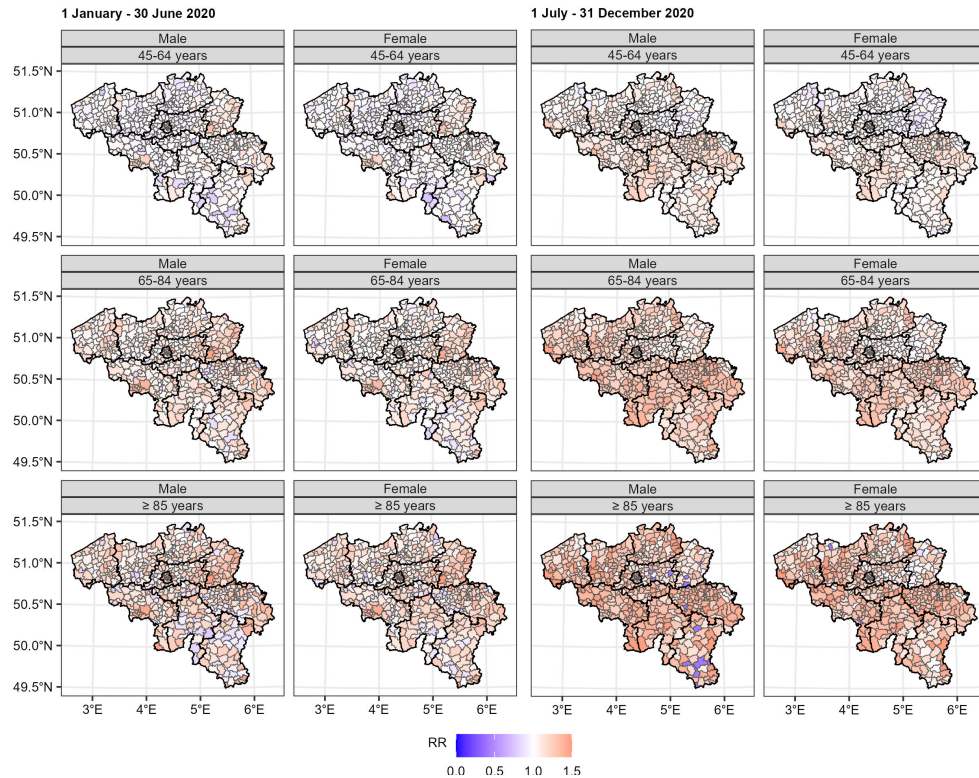 1 January - 30 June 2020
1 July - 31 December 2020
Male
Female
Male
Female
45-64 years
45-64 years
45-64 years
45-64 years
51.5°N
51.0°N
50.5°N
50.0°N
49.5°N
Male
Female
Male
Female
65-84 years
65-84 years
65-84 years
65-84 years
51.5°N
51.0°N
50.5°N
50.0°N
49.5°N
Male
Female
Male
Female
≥ 85 years
≥ 85 years
≥ 85 years
≥ 85 years
51.5°N
51.0°N
50.5°N
50.0°N
49.5°N
3°E 4°E 5°E 6°E 3°E 4°E 5°E 6°E 3°E 4°E 5°E 6°E 3°E 4°E 5°E 6°E
RR
0.0 0.5 1.0 1.5